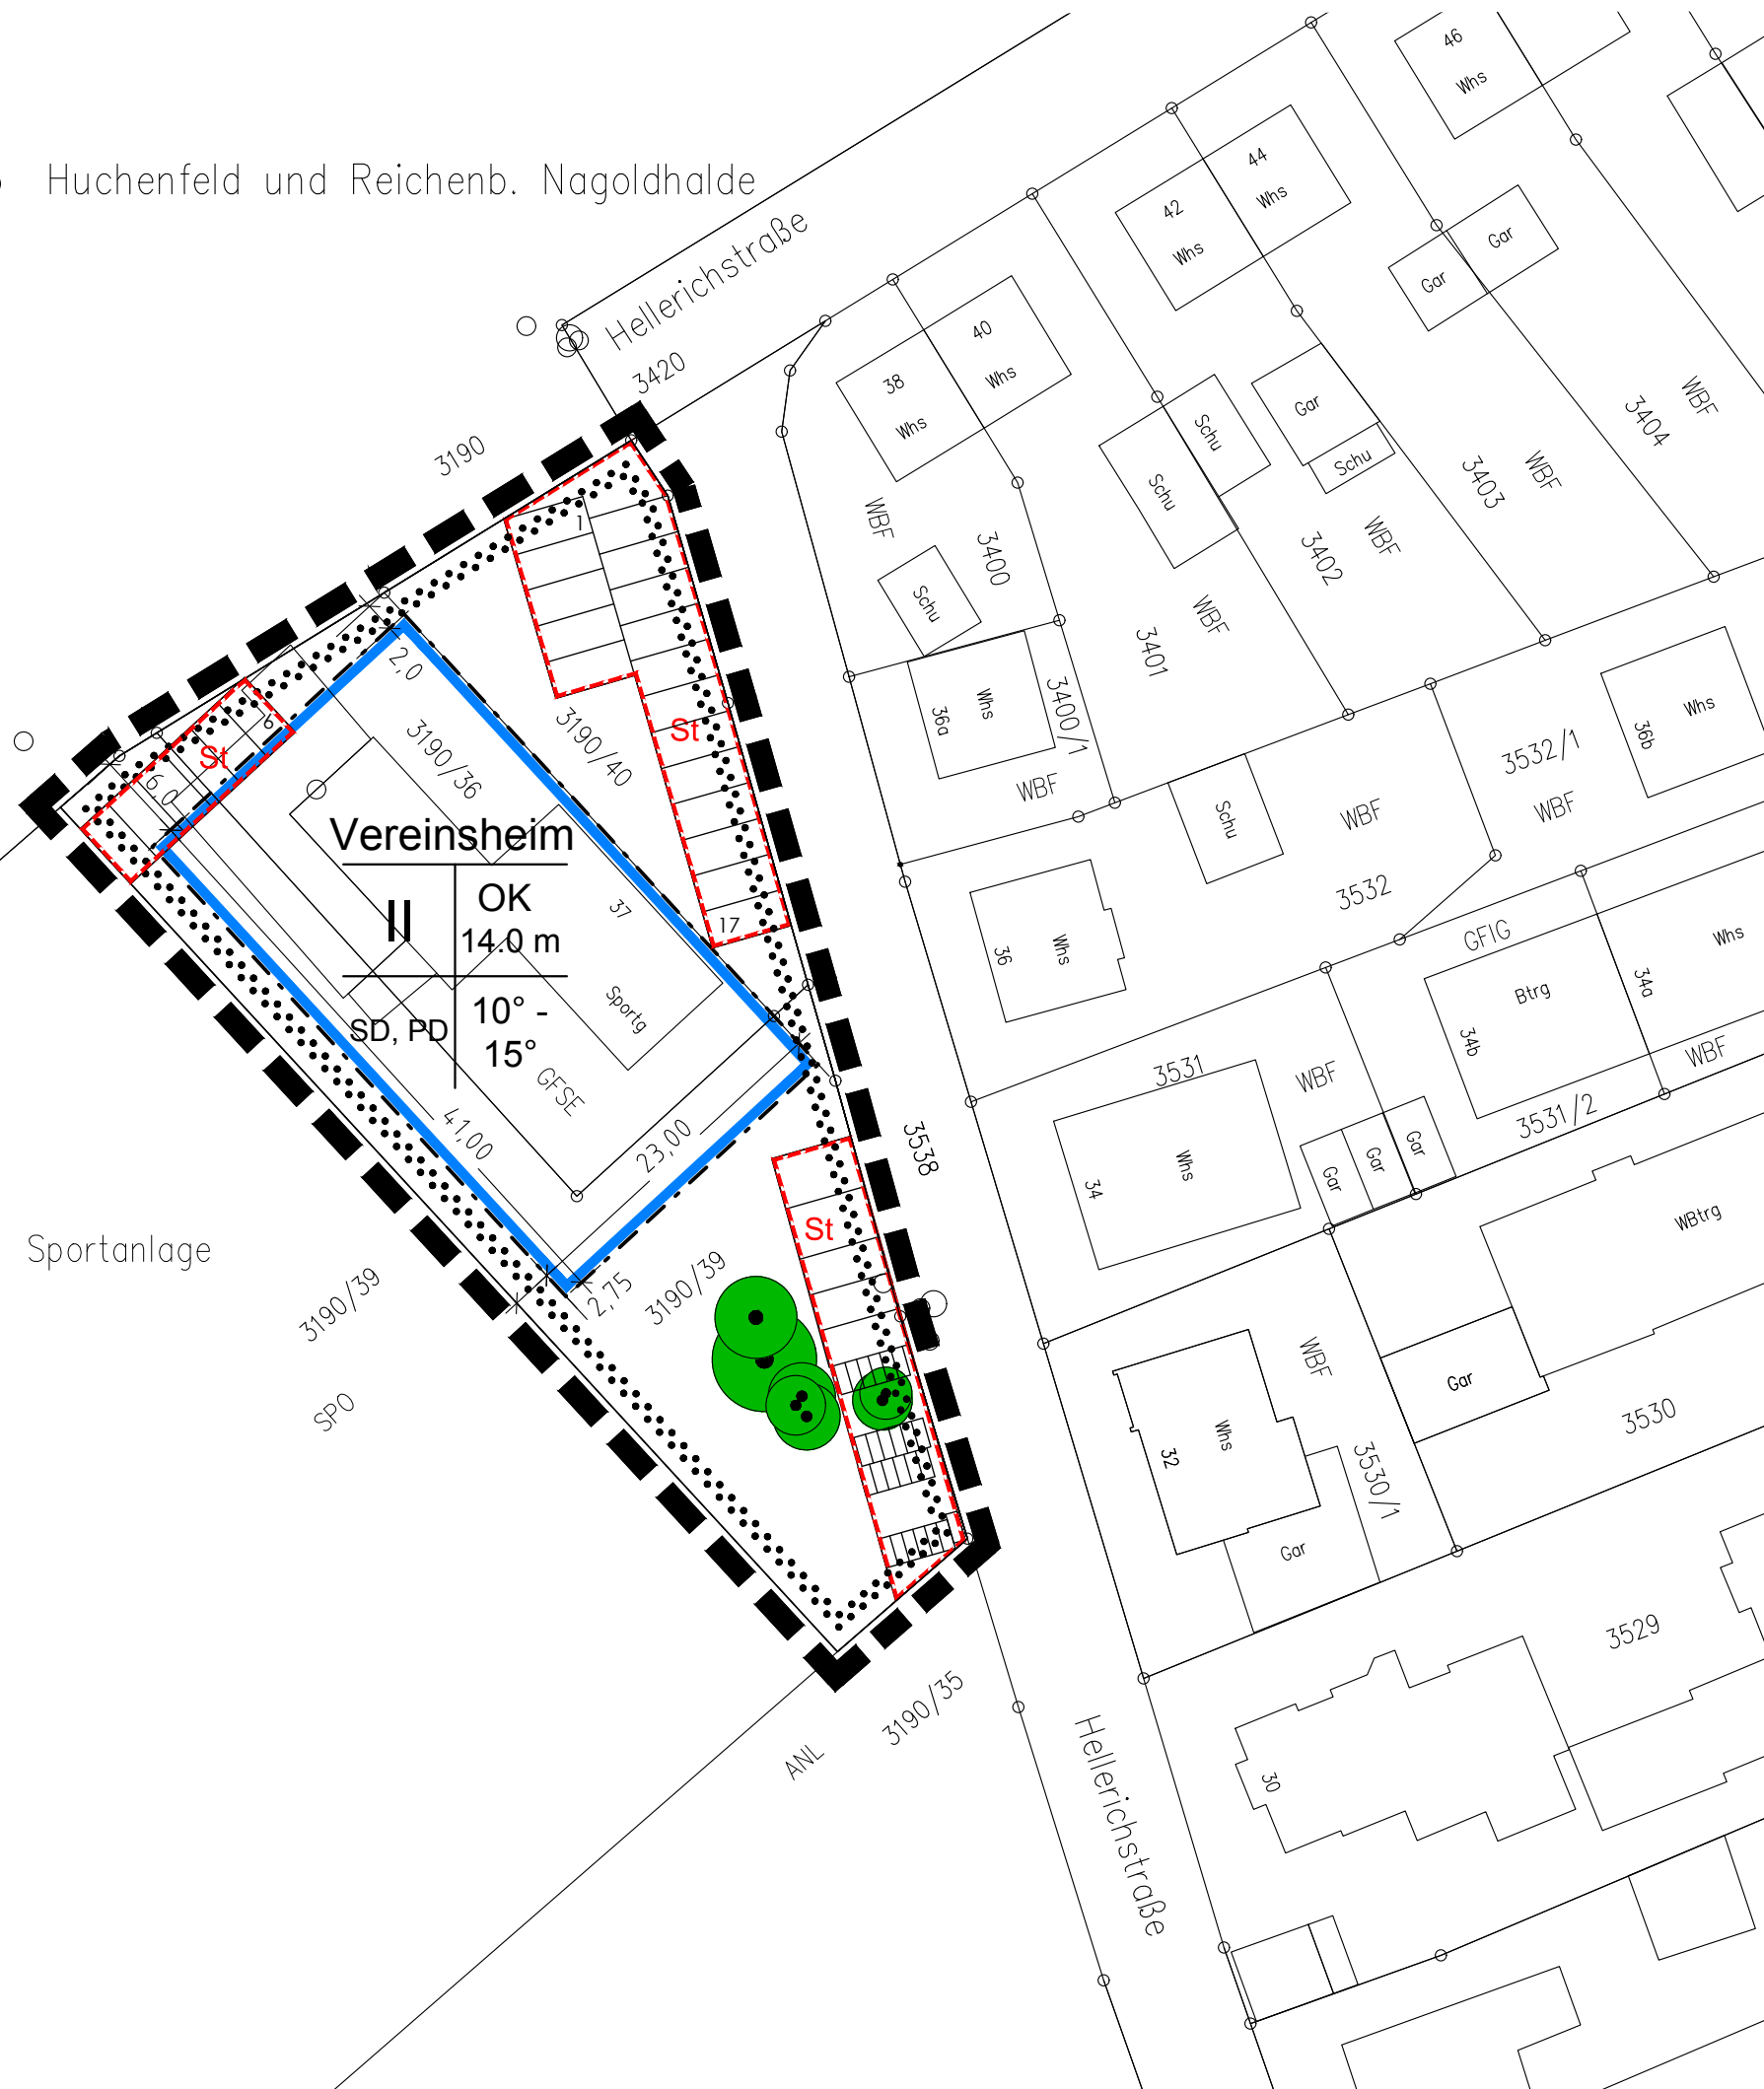 Huchenfeld und Reichenb. Nagoldhalde
Hellerichstraße
3420
3190
46
Whs
44
Whs
42
Whs
40
Whs
38
Whs
Gar
Gar
Gar
Schu
Schu
Schu
Schu
WBF
3400
3401
WBF
3402
WBF
3403
WBF
3404
WBF
1
St
3190/40
17
2,0
3190/36
6
St
6,0
Vereinsheim
II
OK
14.0 m
SD, PD
10° -
15°
37
Sportg
GFSE
41,00
23,00
2,75
3190/39
3190/39
Sportanlage
SPO
St
3538
3190/35
ANL
Hellerichstraße
36a
Whs
3400/1
WBF
Schu
WBF
3532
3532/1
WBF
36b
Whs
36
Whs
GFIG
Btrg
34b
34a
Whs
WBF
3531
WBF
3531/2
34
Whs
Gar
Gar
Gar
WBtrg
WBF
Gar
3530
32
Whs
3530/1
Gar
3529
30